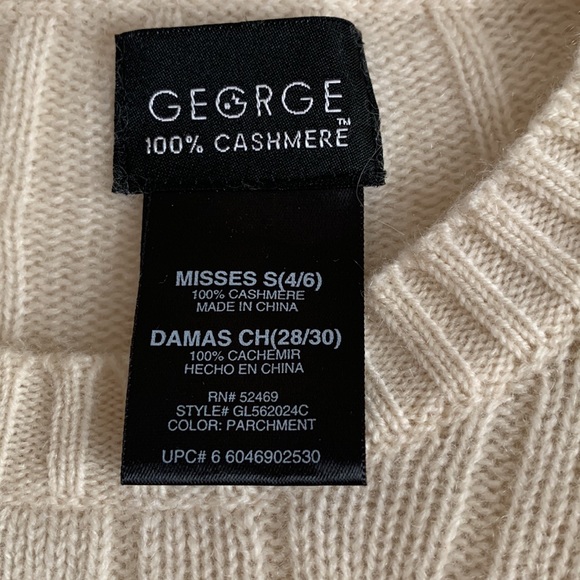 GEORGE
100% CASHMERE™
MISSES S(4/6)
100% CASHMERE
MADE IN CHINA
DAMAS CH(28/30)
100% CACHEMIR
HECHO EN CHINA
RN# 52469
STYLE# GL562024C
COLOR: PARCHMENT
UPC# 6 6046902530